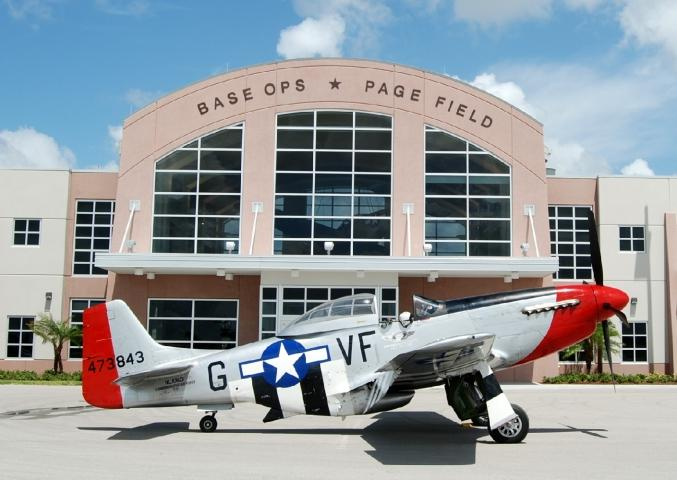 BASE OPS ★ PAGE FIELD
473843
G VF